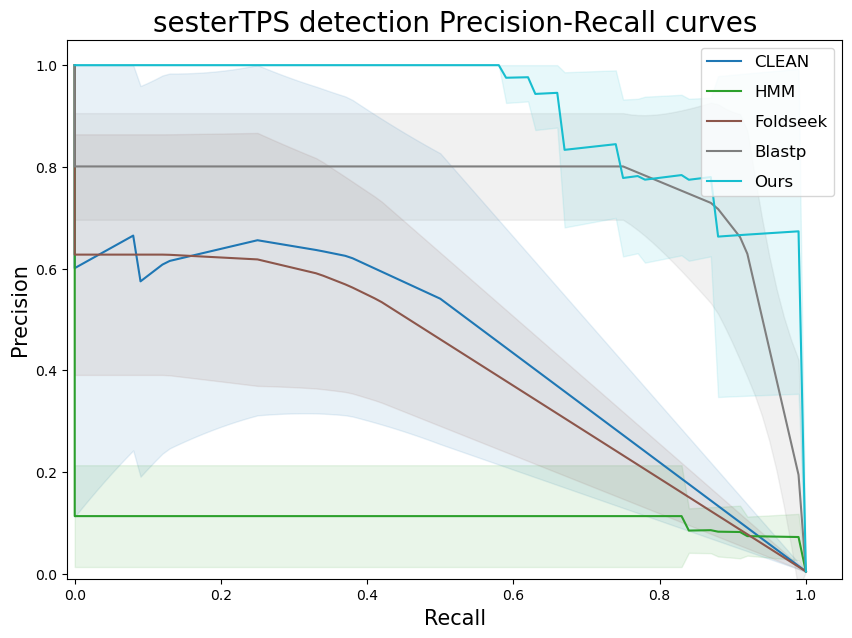 sesterTPS detection Precision-Recall curves
1.0
0.8
0.6
0.4
0.2
0.0
Precision
CLEAN
HMM
Foldseek
Blastp
Ours
0.0
0.2
0.4
0.6
0.8
1.0
Recall